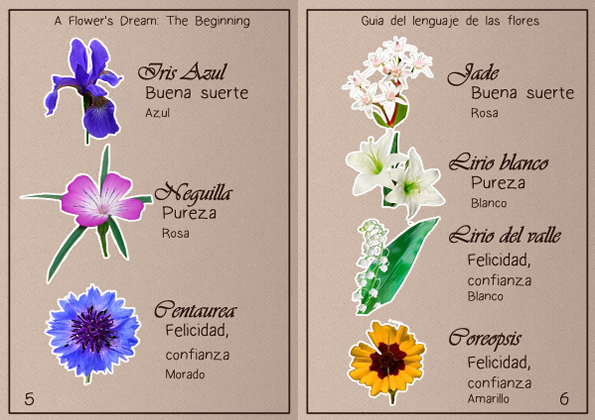 A Flower's Dream: The Beginning
Iris Azul
Buena suerte
Azul
Neguilla
Pureza
Rosa
Centaurea
Felicidad,
confianza
Morado
5
Guia del lenguaje de las flores
Jade
Buena suerte
Rosa
Lirio blanco
Pureza
Blanco
Lirio del valle
Felicidad,
confianza
Blanco
Coreopsis
Felicidad,
confianza
Amarillo
6